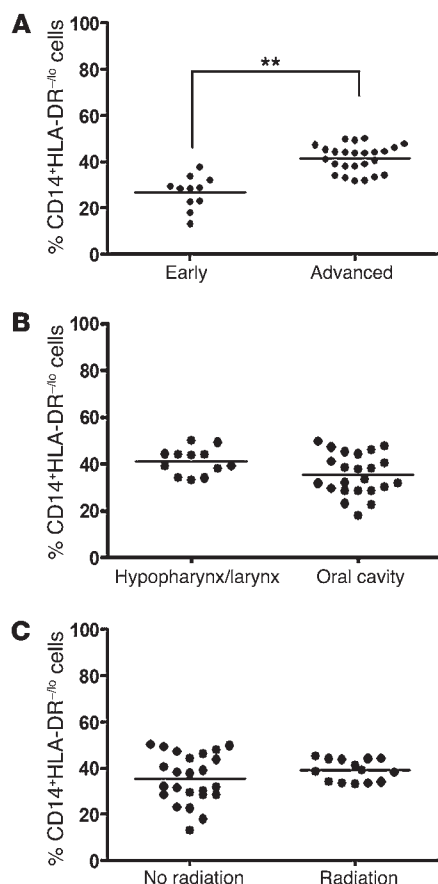 A
% CD14⁺HLA-DR⁻/ˡᵒ cells
100
80
60
40
20
0
**
Early Advanced
B
% CD14⁺HLA-DR⁻/ˡᵒ cells
100
80
60
40
20
0
Hypopharynx/larynx Oral cavity
C
% CD14⁺HLA-DR⁻/ˡᵒ cells
100
80
60
40
20
0
No radiation Radiation